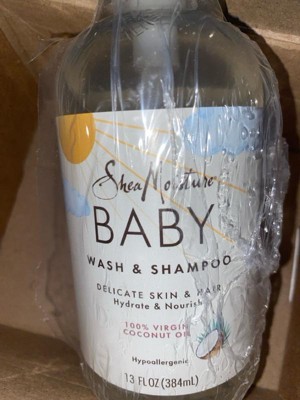 SheaMoisture
BABY
WASH & SHAMPOO
DELICATE SKIN & HAIR
Hydrate & Nourish
100% VIRGIN
COCONUT OIL
Hypoallergenic
13 FL OZ (384mL)